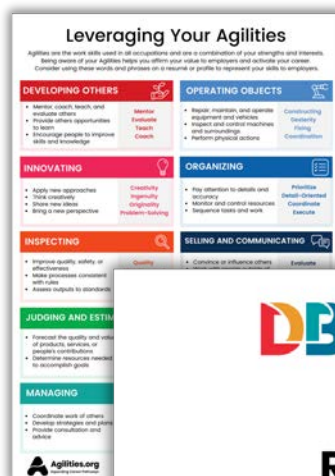 Leveraging Your Agilities
Agilities are the work skills used in all occupations and are a combination of your strengths and interests.
Being aware of your Agilities helps you affirm your value to employers and activate your career.
Consider using these words and phrases on a resumé or profile to represent your skills to employers.
DEVELOPING OTHERS
• Mentor, coach, teach, and
evaluate others
• Provide others opportunities
to learn
• Encourage people to improve
skills and knowledge
Mentor
Evaluate
Teach
Coach
OPERATING OBJECTS
• Repair, maintain, and operate
equipment and vehicles
• Inspect and control machines
and surroundings
• Perform physical actions
Constructing
Dexterity
Fixing
Coordination
INNOVATING
• Apply new approaches
• Think creatively
• Share new ideas
• Bring a new perspective
Creativity
Ingenuity
Originality
Problem-Solving
ORGANIZING
• Pay attention to details and
accuracy
• Monitor and control resources
• Sequence tasks and work
Prioritize
Detail-Oriented
Coordinate
Execute
INSPECTING
• Improve quality, safety, or
effectiveness
• Make processes consistent
with rules
• Assess outputs to standards
Quality
SELLING AND COMMUNICATING
• Convince or influence others
Evaluate
JUDGING AND ESTIM
• Forecast the quality and valu
of products, services, or
people's contributions
• Determine resources needed
to accomplish goals
MANAGING
• Coordinate work of others
• Develop strategies and plans
• Provide consultation and
advice
Agilities.org
DB